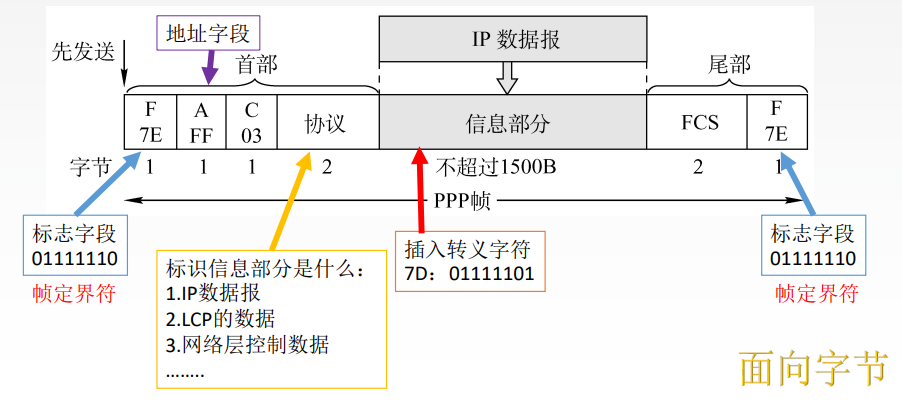 地址字段
IP 数据报
先发送
首部
尾部
F
7E
A
FF
C
03
协议
信息部分
FCS
F
7E
字节
1
1
1
2
不超过1500B
2
1
PPP帧
标志字段
01111110
帧定界符
标识信息部分是什么：
1.IP数据报
2.LCP的数据
3.网络层控制数据
……..
插入转义字符
7D：01111101
标志字段
01111110
帧定界符
面向字节